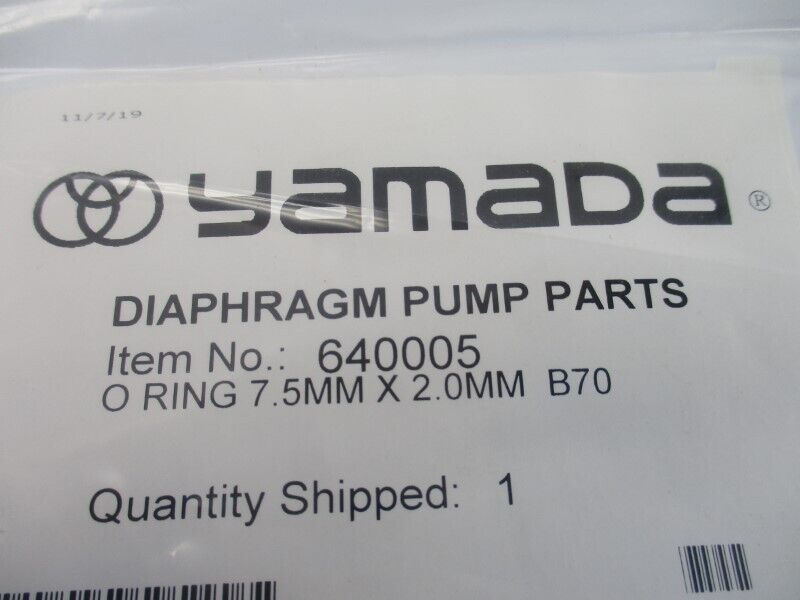 11/7/19
yamaDa ®
DIAPHRAGM PUMP PARTS
Item No.: 640005
O RING 7.5MM X 2.0MM B70
Quantity Shipped: 1